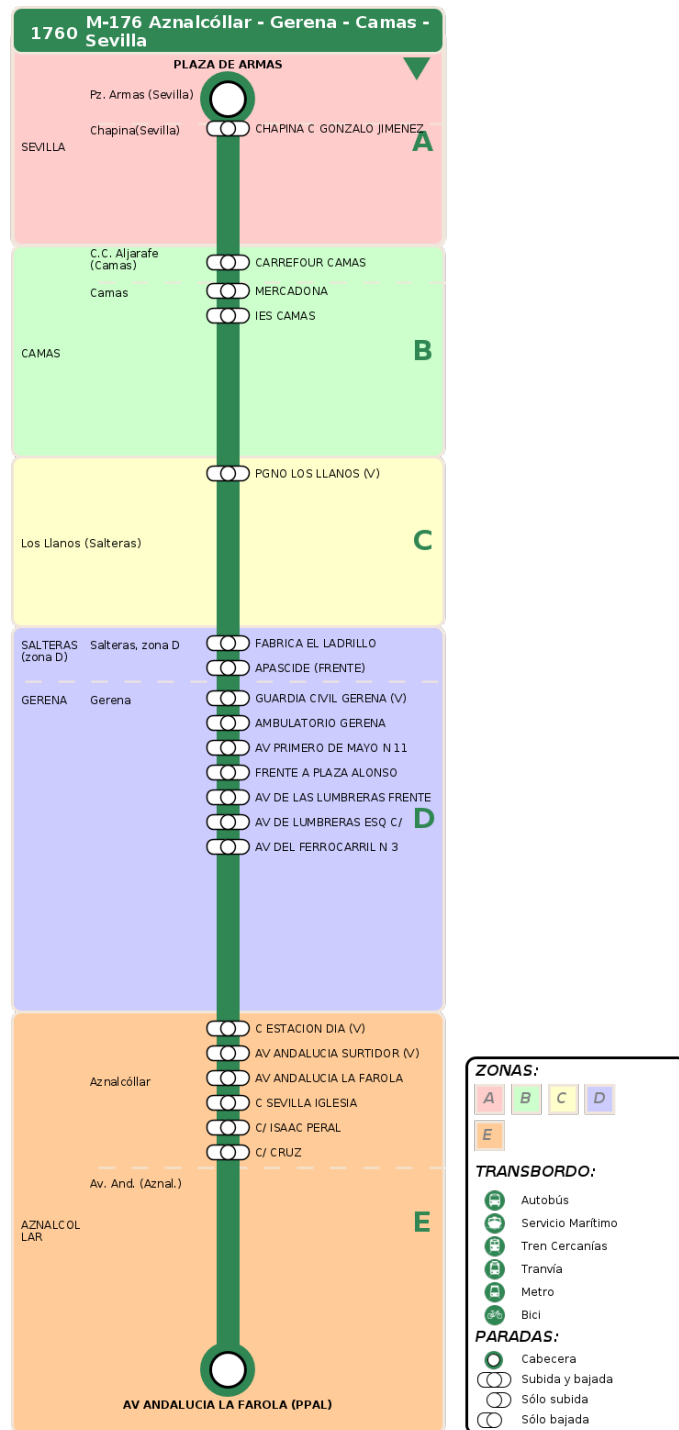 1760
M-176 Aznalcóllar - Gerena - Camas -
Sevilla
PLAZA DE ARMAS
Pz. Armas (Sevilla)
Chapina(Sevilla)
CHAPINA C GONZALO JIMENEZ
A
SEVILLA
C.C. Aljarafe
(Camas)
CARREFOUR CAMAS
Camas
MERCADONA
IES CAMAS
CAMAS
B
PGNO LOS LLANOS (V)
Los Llanos (Salteras)
C
SALTERAS
(zona D)
Salteras, zona D
FABRICA EL LADRILLO
APASCIDE (FRENTE)
GERENA
Gerena
GUARDIA CIVIL GERENA (V)
AMBULATORIO GERENA
AV PRIMERO DE MAYO N 11
FRENTE A PLAZA ALONSO
AV DE LAS LUMBRERAS FRENTE
AV DE LUMBRERAS ESQ C/
D
AV DEL FERROCARRIL N 3
C ESTACION DIA (V)
AV ANDALUCIA SURTIDOR (V)
Aznalcóllar
AV ANDALUCIA LA FAROLA
C SEVILLA IGLESIA
C/ ISAAC PERAL
C/ CRUZ
Av. And. (Aznal.)
AZNALCOL
LAR
E
AV ANDALUCIA LA FAROLA (PPAL)
ZONAS:
A B C D
E
TRANSBORDO:
Autobús
Servicio Marítimo
Tren Cercanías
Tranvía
Metro
Bici
PARADAS:
Cabecera
Subida y bajada
Sólo subida
Sólo bajada